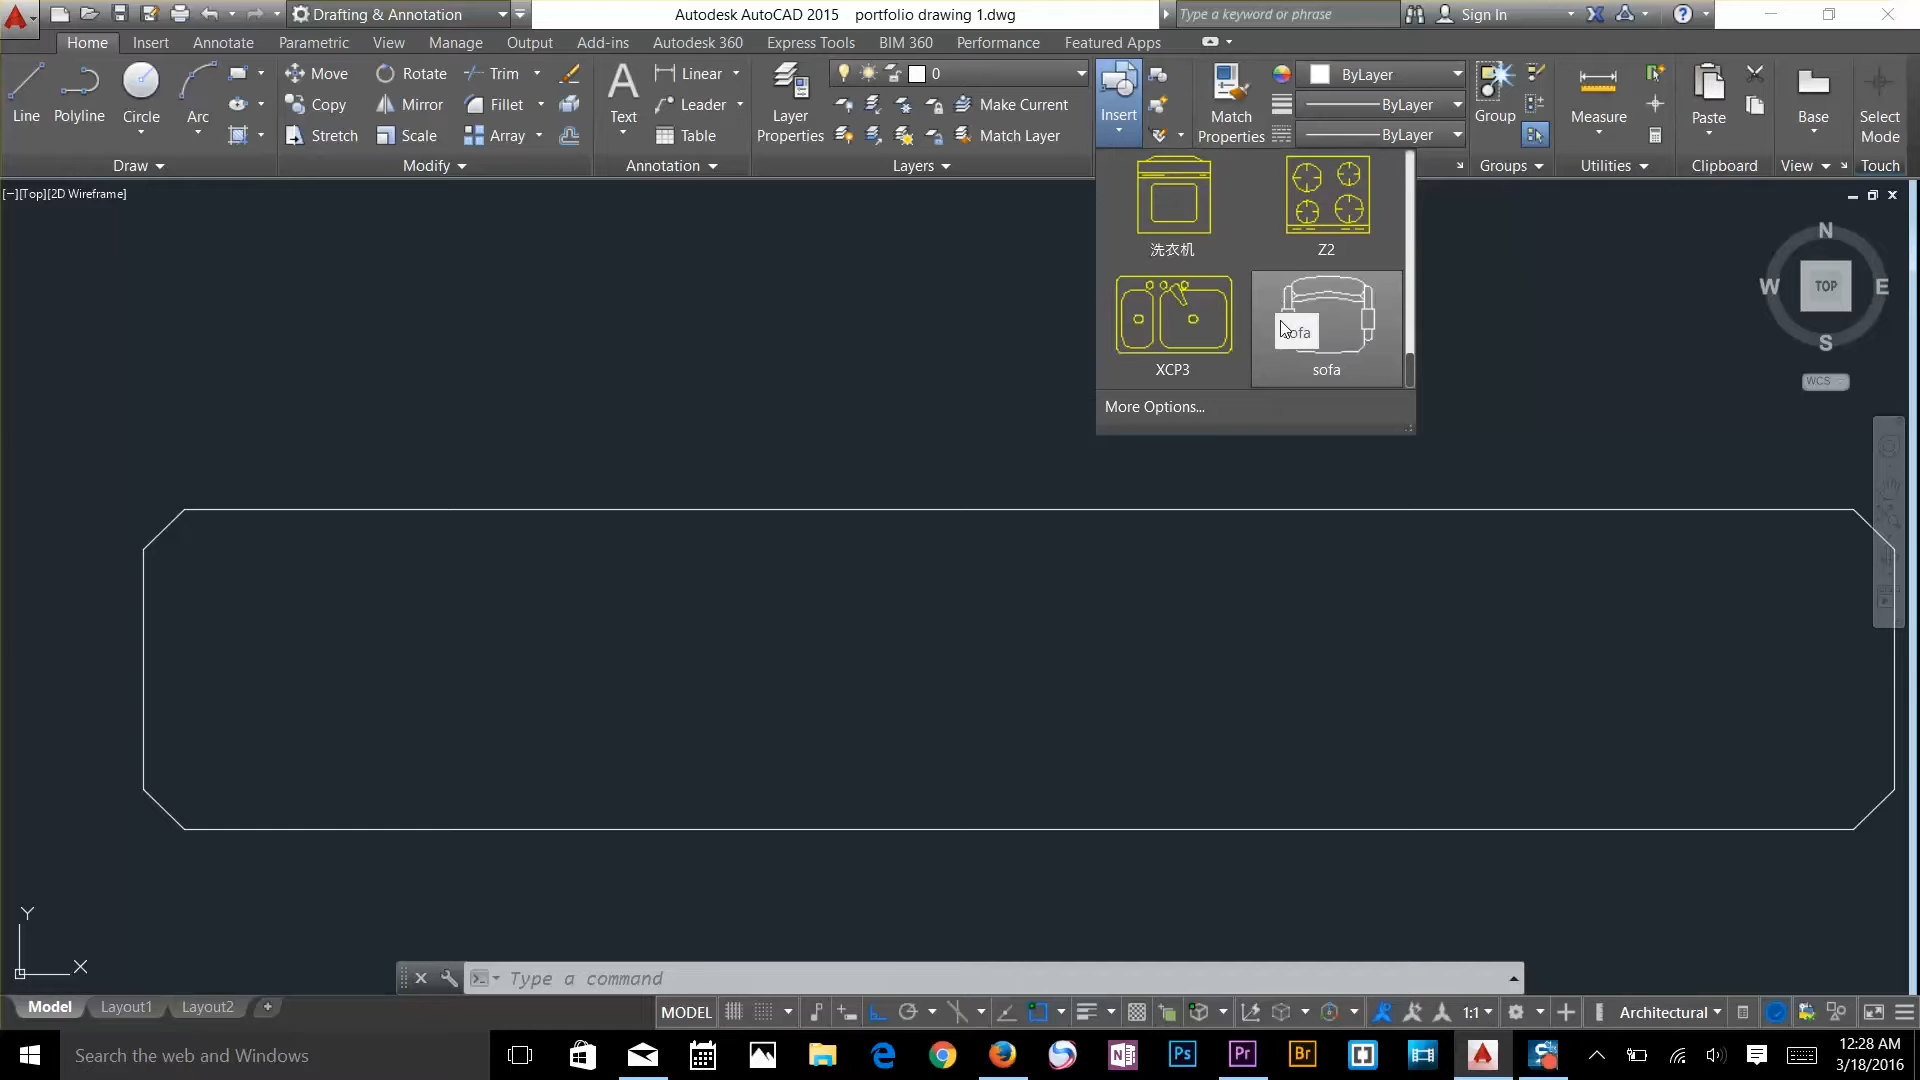 Drafting & Annotation
Autodesk AutoCAD 2015 portfolio drawing 1.dwg
Type a keyword or phrase
Sign In
Home Insert Annotate Parametric View Manage Output Add-ins Autodesk 360 Express Tools BIM 360 Performance Featured Apps
Line Polyline Circle Arc
Move Rotate Trim
Copy Mirror Fillet
Stretch Scale Array
Text
Linear
Leader
Table
Layer Properties
0
Make Current
Match Layer
Insert
Match Properties
ByLayer
ByLayer
ByLayer
Group
Measure
Paste
Base
Select Mode
Draw Modify Annotation Layers Groups Utilities Clipboard View Touch
[−][Top][2D Wireframe]
洗衣机 Z2
XCP3 sofa
More Options...
N
W TOP E
S
WCS
Y
X
Type a command
Model Layout1 Layout2
MODEL 1:1 Architectural
Search the web and Windows
Ps Pr Br
12:28 AM
3/18/2016